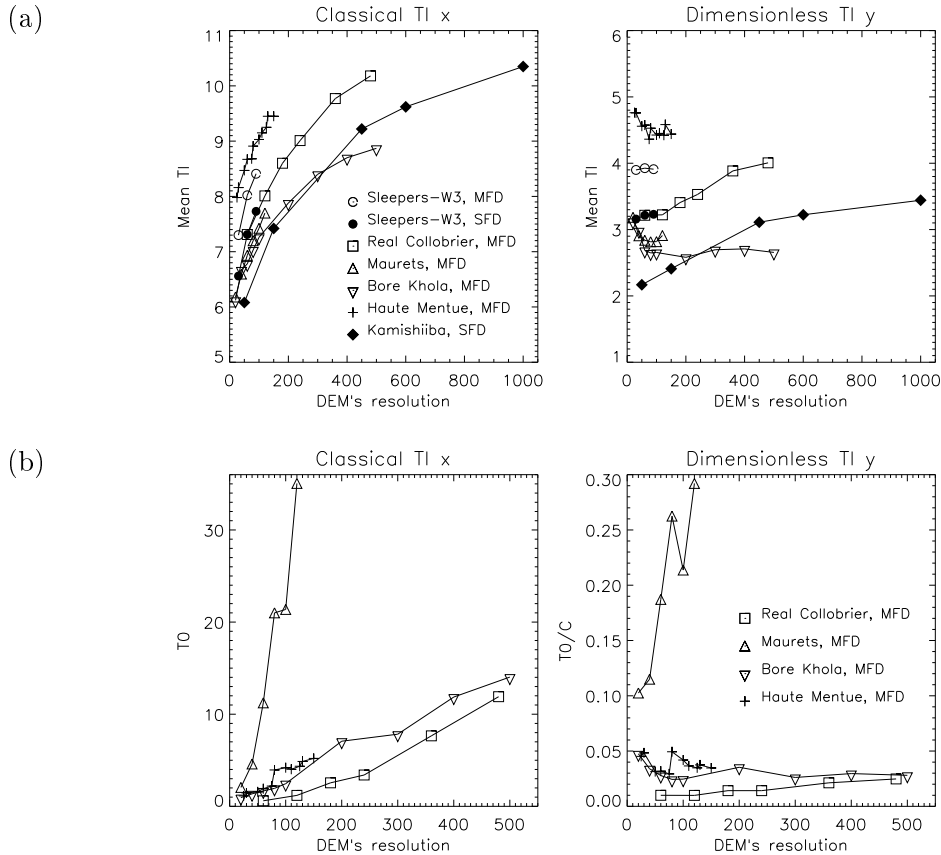 (a)
Classical TI x
Dimensionless TI y
11
10
9
8
7
6
5
Mean TI
Sleepers-W3, MFD
Sleepers-W3, SFD
Real Collobrier, MFD
Maurets, MFD
Bore Khola, MFD
Haute Mentue, MFD
Kamishiiba, SFD
0 200 400 600 800 1000
DEM's resolution
6
5
4
3
2
1
Mean TI
0 200 400 600 800 1000
DEM's resolution
(b)
Classical TI x
Dimensionless TI y
30
20
10
0
T0
0 100 200 300 400 500
DEM's resolution
0.30
0.25
0.20
0.15
0.10
0.05
0.00
T0/C
Real Collobrier, MFD
Maurets, MFD
Bore Khola, MFD
Haute Mentue, MFD
0 100 200 300 400 500
DEM's resolution